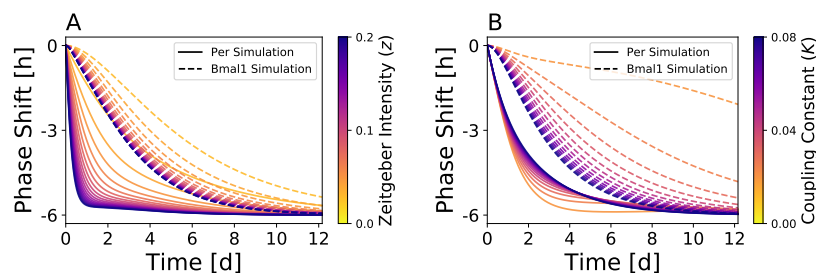 A
Phase Shift [h]
0
-3
-6
Per Simulation
Bmal1 Simulation
0 2 4 6 8 10 12
Time [d]
0.2
0.1
0.0
Zeitgeber Intensity (z)
B
Phase Shift [h]
0
-3
-6
Per Simulation
Bmal1 Simulation
0 2 4 6 8 10 12
Time [d]
0.08
0.04
0.00
Coupling Constant (K)